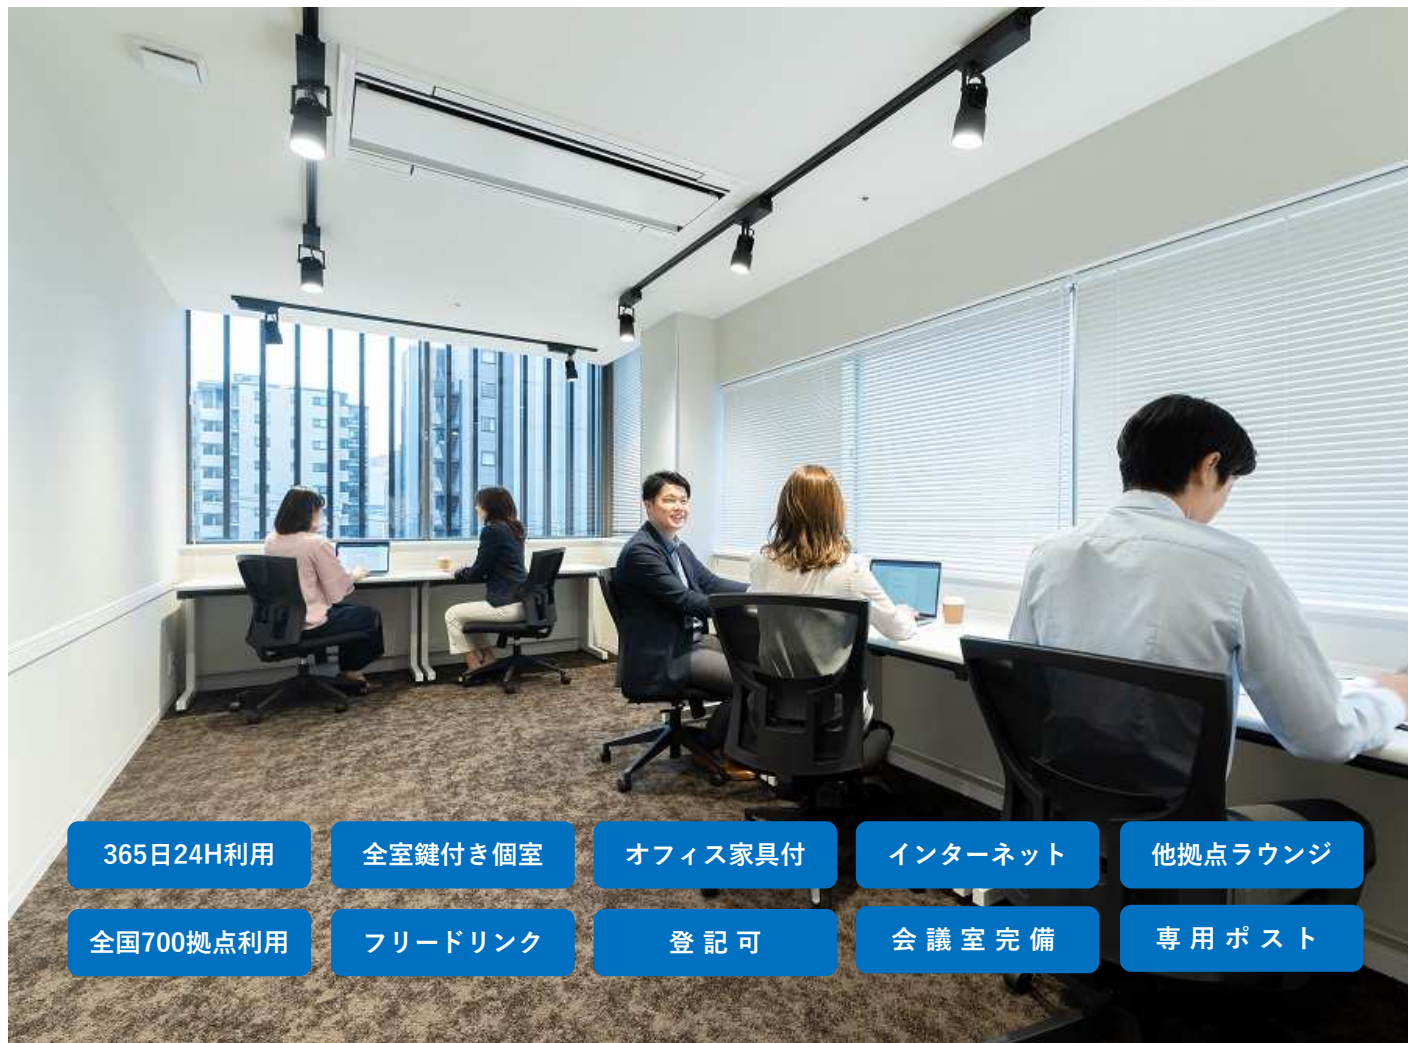 365日24H利用
全室鍵付き個室
オフィス家具付
インターネット
他拠点ラウンジ
全国700拠点利用
フリードリンク
登記可
会議室完備
専用ポスト